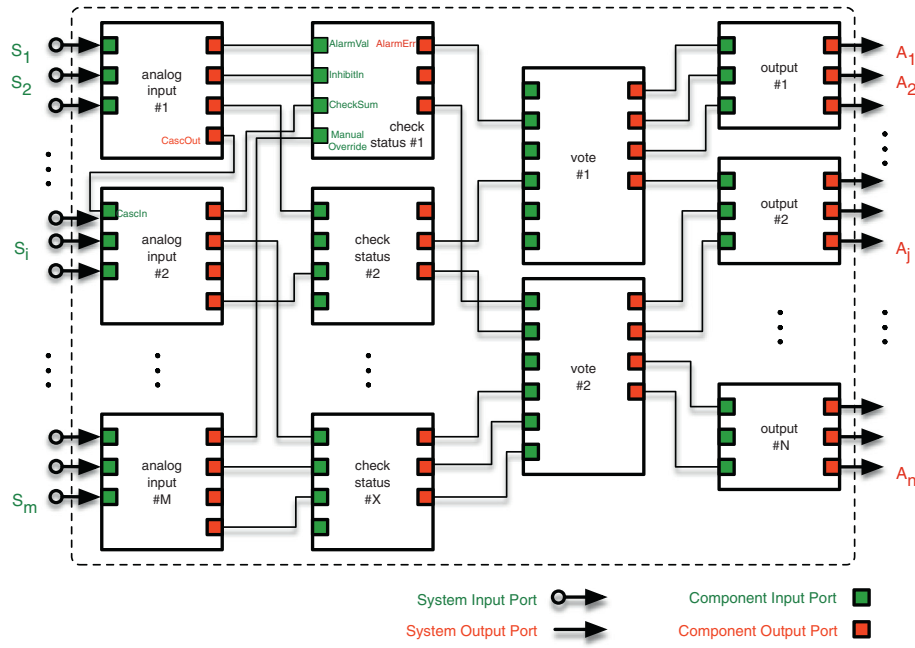 S1
S2
Si
Sm
analog
input
#1
CascOut
CascIn
analog
input
#2
analog
input
#M
AlarmVal
AlarmErr
InhibitIn
CheckSum
Manual
Override
check
status #1
check
status
#2
check
status
#X
vote
#1
vote
#2
output
#1
output
#2
output
#N
A1
A2
Aj
An
System Input Port
Component Input Port
System Output Port
Component Output Port